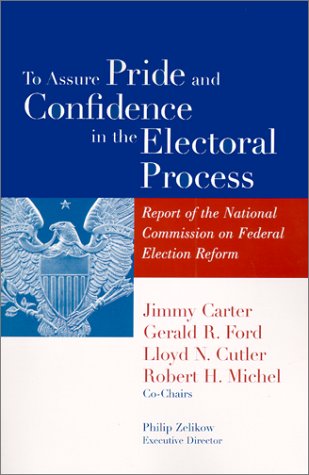 To Assure Pride and
Confidence
in the Electoral
Process
Report of the National
Commission on Federal
Election Reform
Jimmy Carter
Gerald R. Ford
Lloyd N. Cutler
Robert H. Michel
Co-Chairs
Philip Zelikow
Executive Director